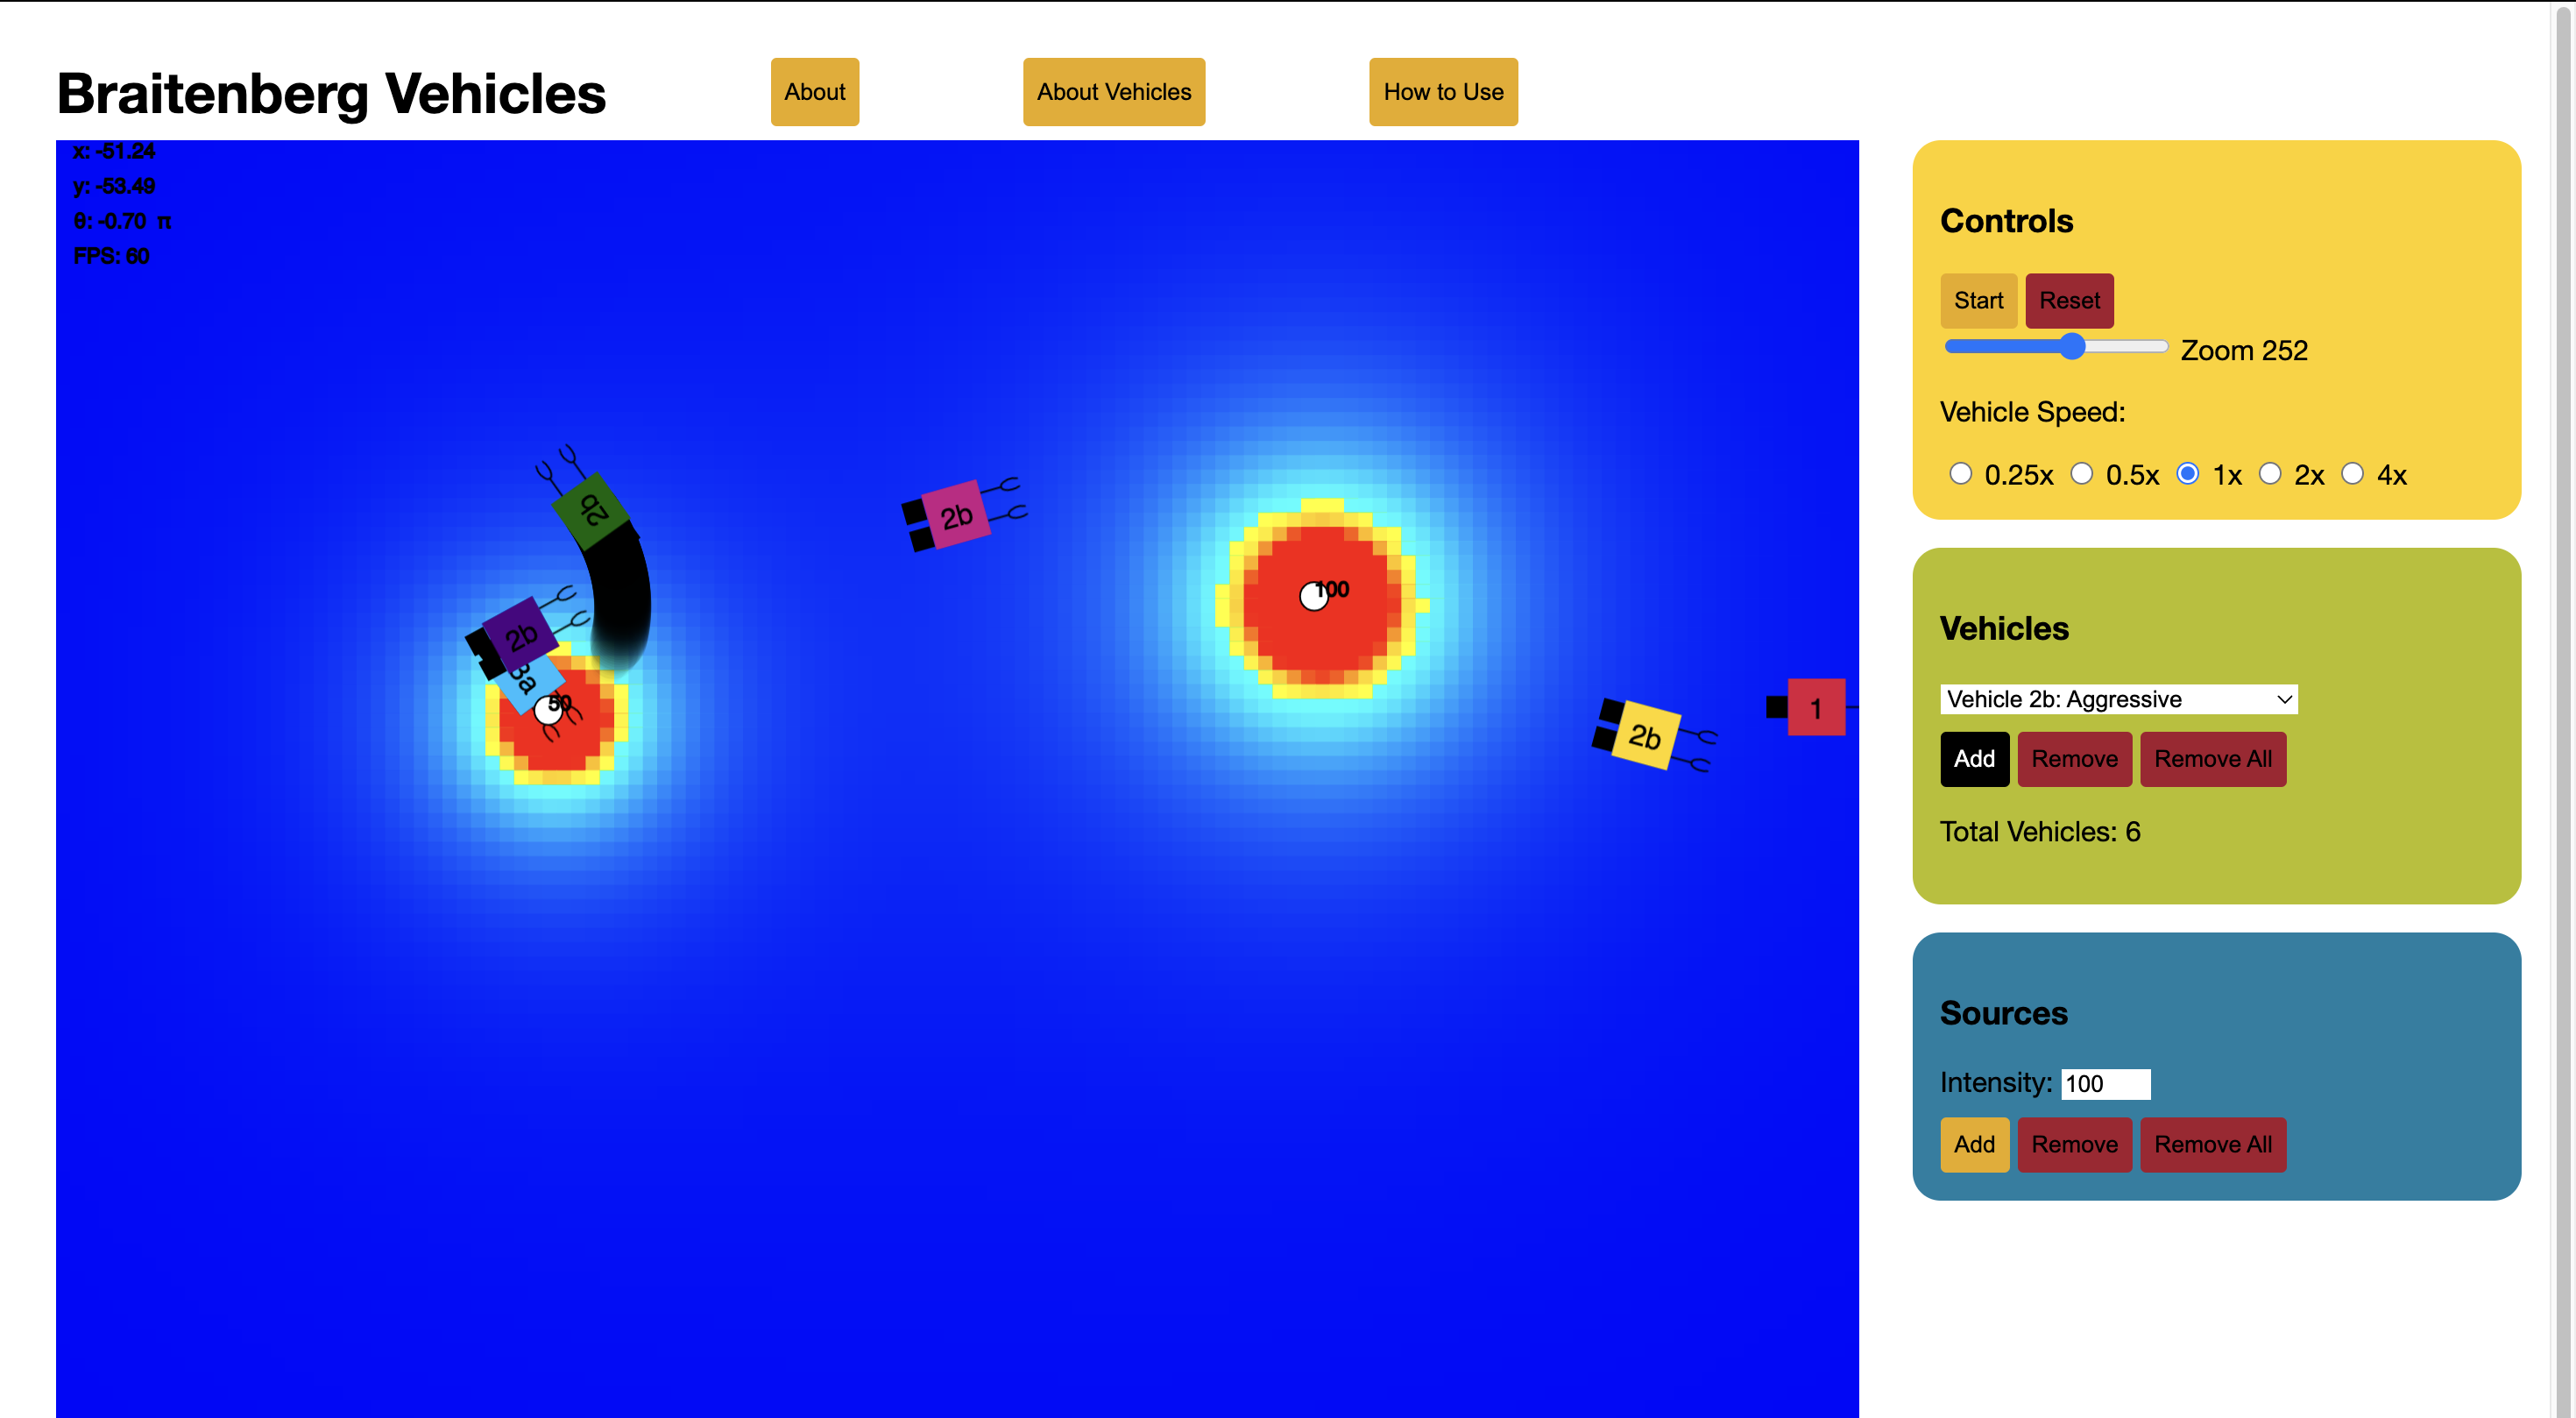 Braitenberg Vehicles
About
About Vehicles
How to Use
x: -51.24
y: -53.49
θ: -0.70 π
FPS: 60
2b
2b
100
2b
3a
50
2b
1
Controls
Start
Reset
Zoom 252
Vehicle Speed:
0.25x 0.5x 1x 2x 4x
Vehicles
Vehicle 2b: Aggressive
Add
Remove
Remove All
Total Vehicles: 6
Sources
Intensity: 100
Add
Remove
Remove All